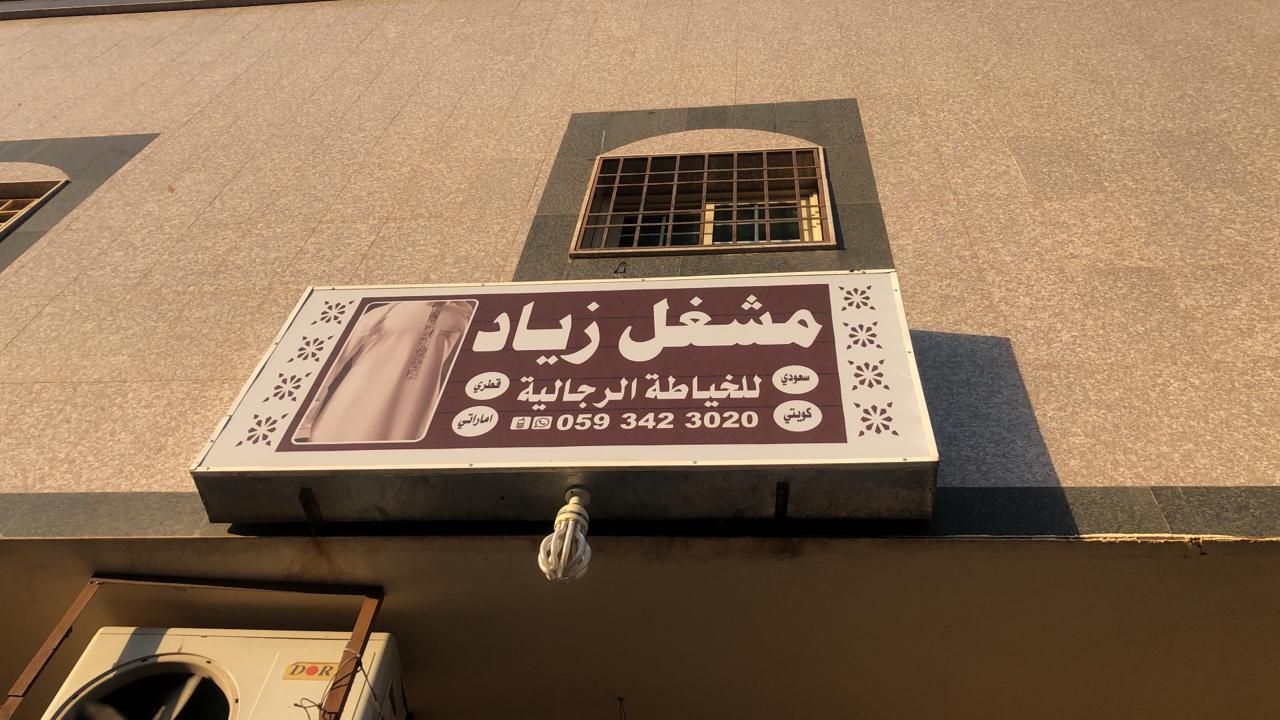 مشغل زياد
للخياطة الرجالية
059 342 3020
سعودي
قطري
كويتي
اماراتي
DOR